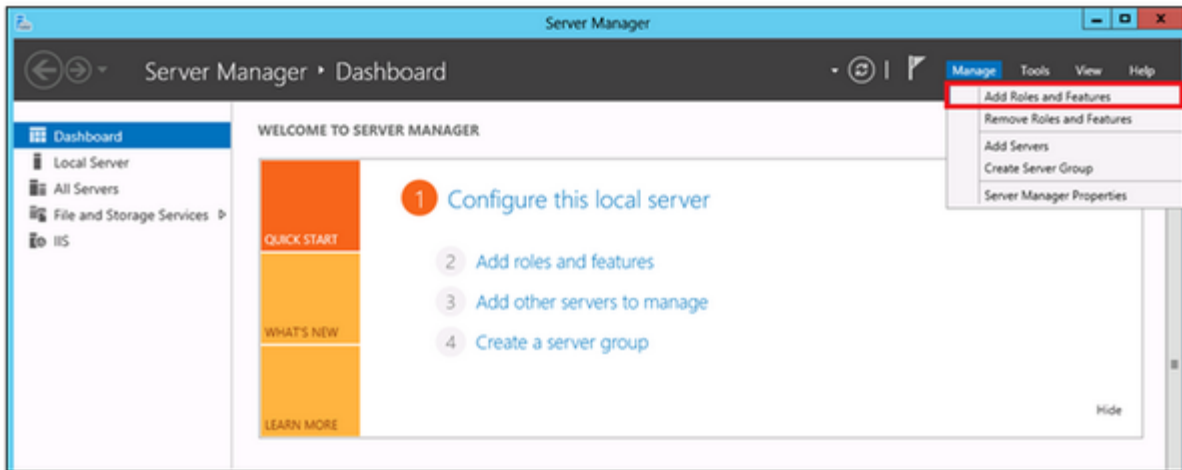 Server Manager
Server Manager • Dashboard
Manage Tools View Help
Add Roles and Features
Remove Roles and Features
Add Servers
Create Server Group
Server Manager Properties
Dashboard
Local Server
All Servers
File and Storage Services
IIS
WELCOME TO SERVER MANAGER
QUICK START
WHAT'S NEW
LEARN MORE
1 Configure this local server
2 Add roles and features
3 Add other servers to manage
4 Create a server group
Hide